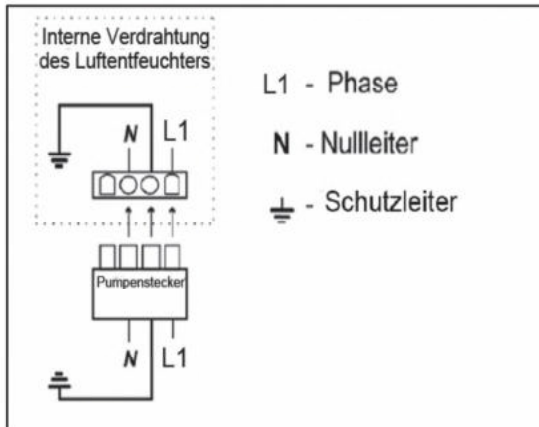 Interne Verdrahtung
des Luftentfeuchters
N L1
Pumpenstecker
N L1
L1 - Phase
N - Nullleiter
- Schutzleiter